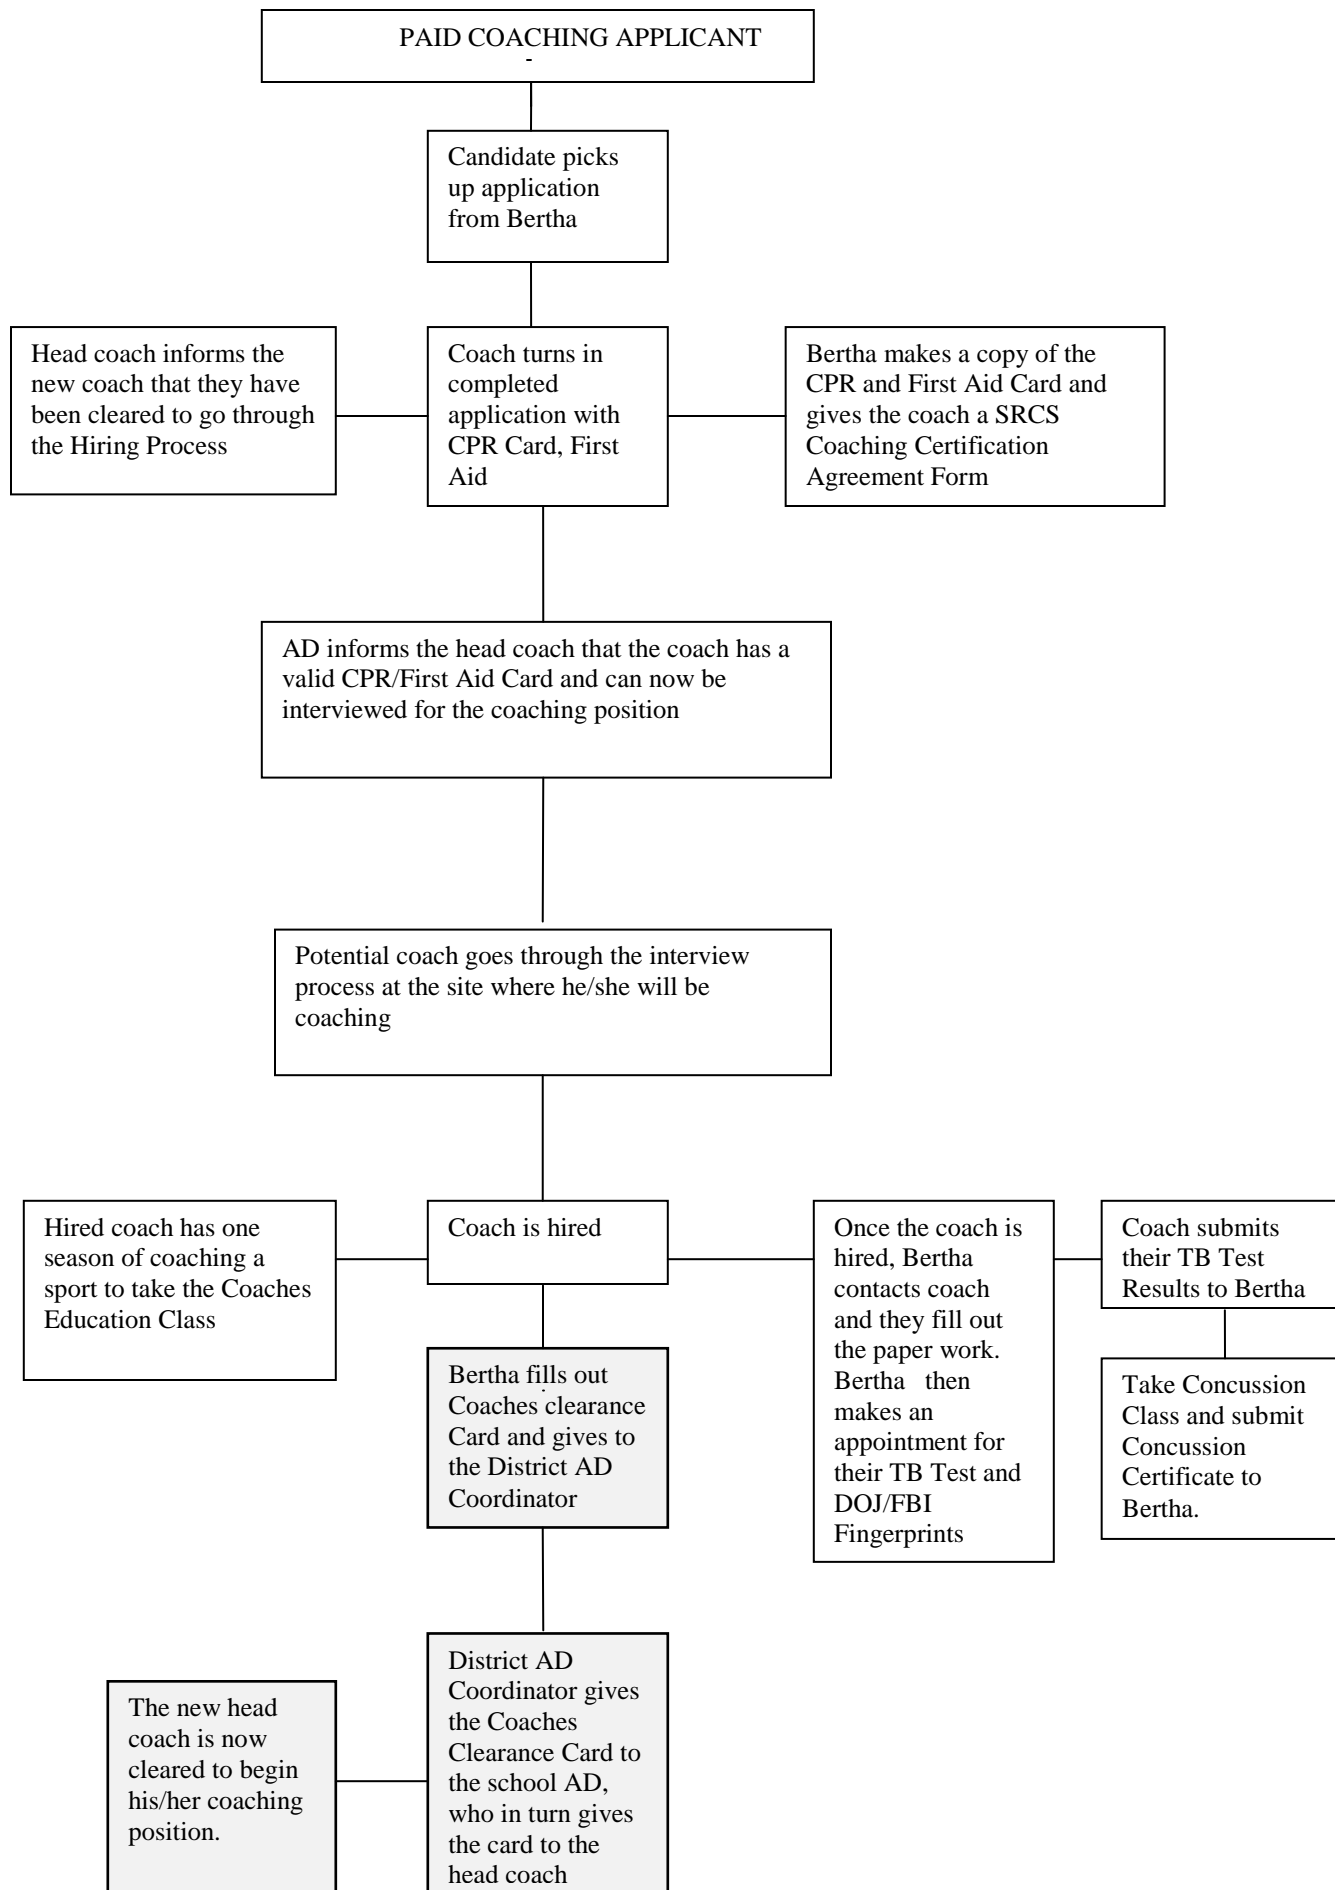 PAID COACHING APPLICANT
-
Candidate picks
up application
from Bertha
Head coach informs the
new coach that they have
been cleared to go through
the Hiring Process
Coach turns in
completed
application with
CPR Card, First
Aid
Bertha makes a copy of the
CPR and First Aid Card and
gives the coach a SRCS
Coaching Certification
Agreement Form
AD informs the head coach that the coach has a
valid CPR/First Aid Card and can now be
interviewed for the coaching position
Potential coach goes through the interview
process at the site where he/she will be
coaching
Hired coach has one
season of coaching a
sport to take the Coaches
Education Class
Coach is hired
Once the coach is
hired, Bertha
contacts coach
and they fill out
the paper work.
Bertha then
makes an
appointment for
their TB Test and
DOJ/FBI
Fingerprints
Coach submits
their TB Test
Results to Bertha
Bertha fills out
Coaches clearance
Card and gives to
the District AD
Coordinator
Take Concussion
Class and submit
Concussion
Certificate to
Bertha.
The new head
coach is now
cleared to begin
his/her coaching
position.
District AD
Coordinator gives
the Coaches
Clearance Card to
the school AD,
who in turn gives
the card to the
head coach